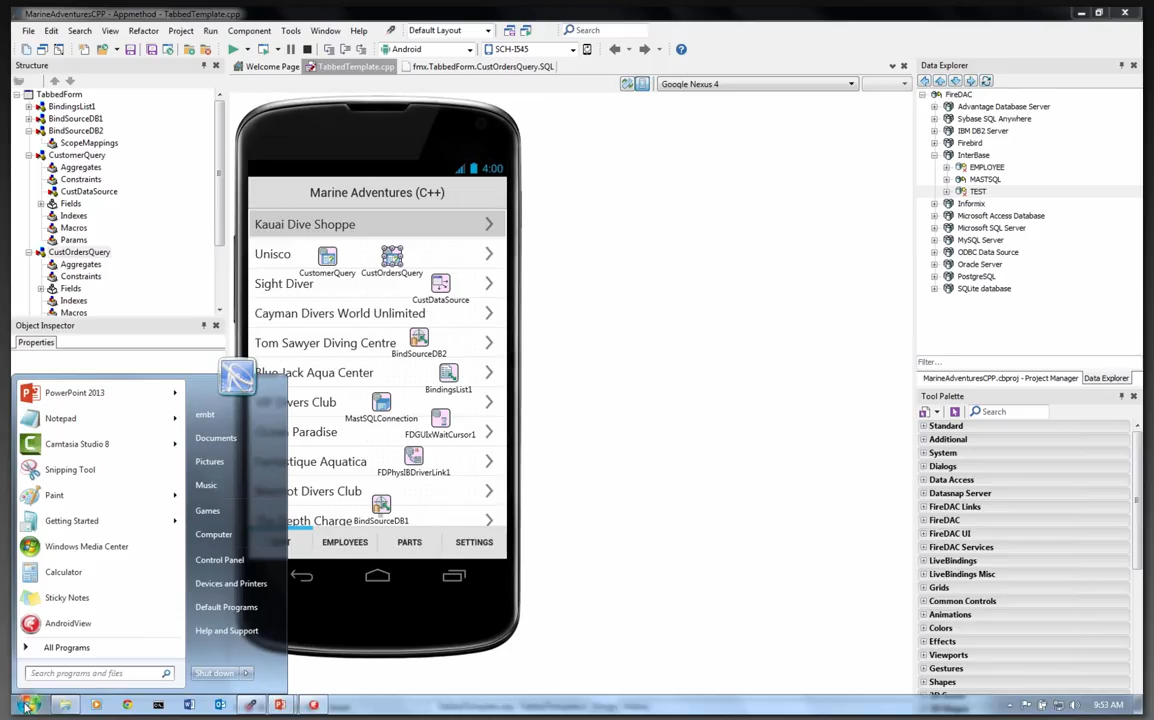 MarineAdventuresCPP - Appmethod - TabbedTemplate.cpp
File Edit Search View Refactor Project Run Component Tools Window Help
Default Layout
Search
Android
SCH-I545
Structure
Welcome Page
TabbedTemplate.cpp
fmx.TabbedForm.CustOrdersQuery.SQL
Data Explorer
Google Nexus 4
TabbedForm
BindingsList1
BindSourceDB1
BindSourceDB2
ScopeMappings
CustomerQuery
Aggregates
Constraints
CustDataSource
Fields
Indexes
Macros
Params
CustOrdersQuery
Aggregates
Constraints
Fields
Indexes
Macros
Object Inspector
Properties
4:00
Marine Adventures (C++)
Kauai Dive Shoppe
Unisco
CustomerQuery
CustOrdersQuery
Sight Diver
CustDataSource
Cayman Divers World Unlimited
Tom Sawyer Diving Centre
BindSourceDB2
Blue Jack Aqua Center
BindingsList1
Divers Club
MastSQLConnection
FDGUIxWaitCursor1
Paradise
Fantastique Aquatica
FDPhysIBDriverLink1
Divers Club
The Depth Charge
BindSourceDB1
EMPLOYEES
PARTS
SETTINGS
FireDAC
Advantage Database Server
Sybase SQL Anywhere
IBM DB2 Server
Firebird
InterBase
EMPLOYEE
MASTSQL
TEST
Informix
Microsoft Access Database
Microsoft SQL Server
MySQL Server
ODBC Data Source
Oracle Server
PostgreSQL
SQLite database
Filter...
MarineAdventuresCPP.cbproj - Project Manager
Data Explorer
Tool Palette
Search
Standard
Additional
System
Dialogs
Data Access
Datasnap Server
FireDAC Links
FireDAC
FireDAC UI
FireDAC Services
LiveBindings
LiveBindings Misc
Grids
Common Controls
Animations
Colors
Effects
Viewports
Gestures
Shapes
PowerPoint 2013
Notepad
Camtasia Studio 8
Snipping Tool
Paint
Getting Started
Windows Media Center
Calculator
Sticky Notes
AndroidView
All Programs
Search programs and files
embt
Documents
Pictures
Music
Games
Computer
Control Panel
Devices and Printers
Default Programs
Help and Support
Shut down
9:53 AM